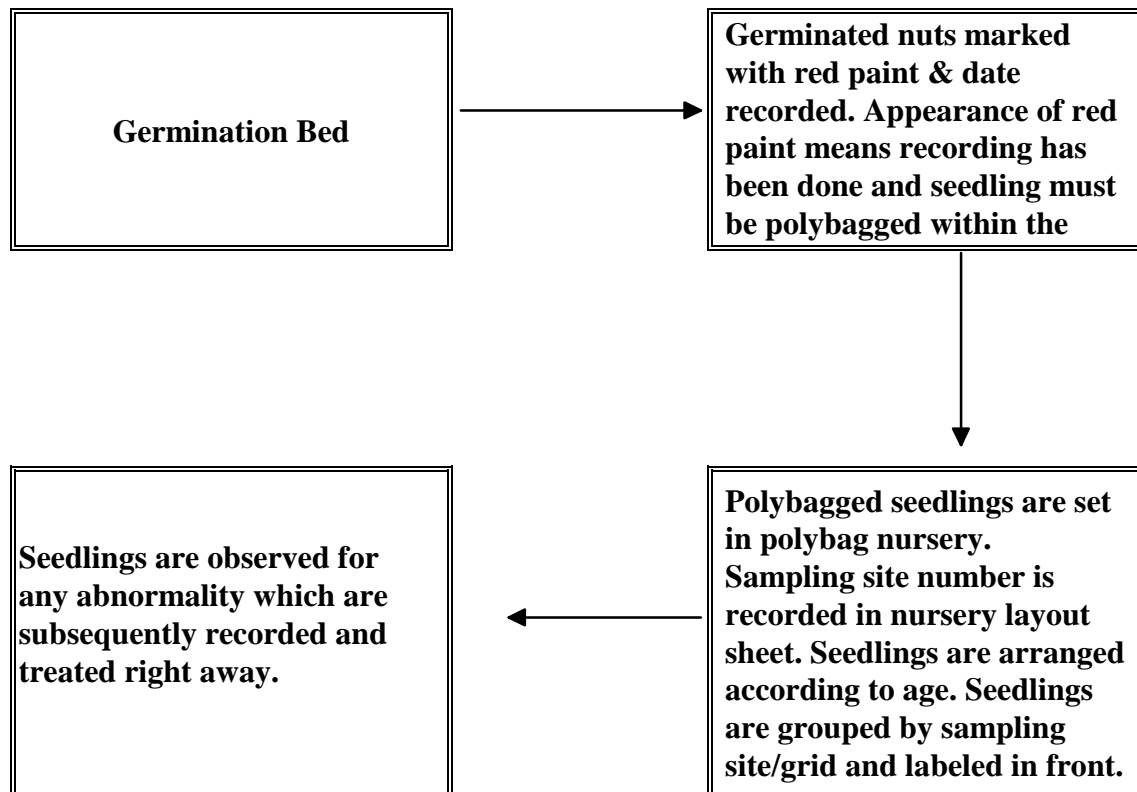 Germination Bed
Germinated nuts marked
with red paint & date
recorded. Appearance of red
paint means recording has
been done and seedling must
be polybagged within the
Polybagged seedlings are set
in polybag nursery.
Sampling site number is
recorded in nursery layout
sheet. Seedlings are arranged
according to age. Seedlings
are grouped by sampling
site/grid and labeled in front.
Seedlings are observed for
any abnormality which are
subsequently recorded and
treated right away.